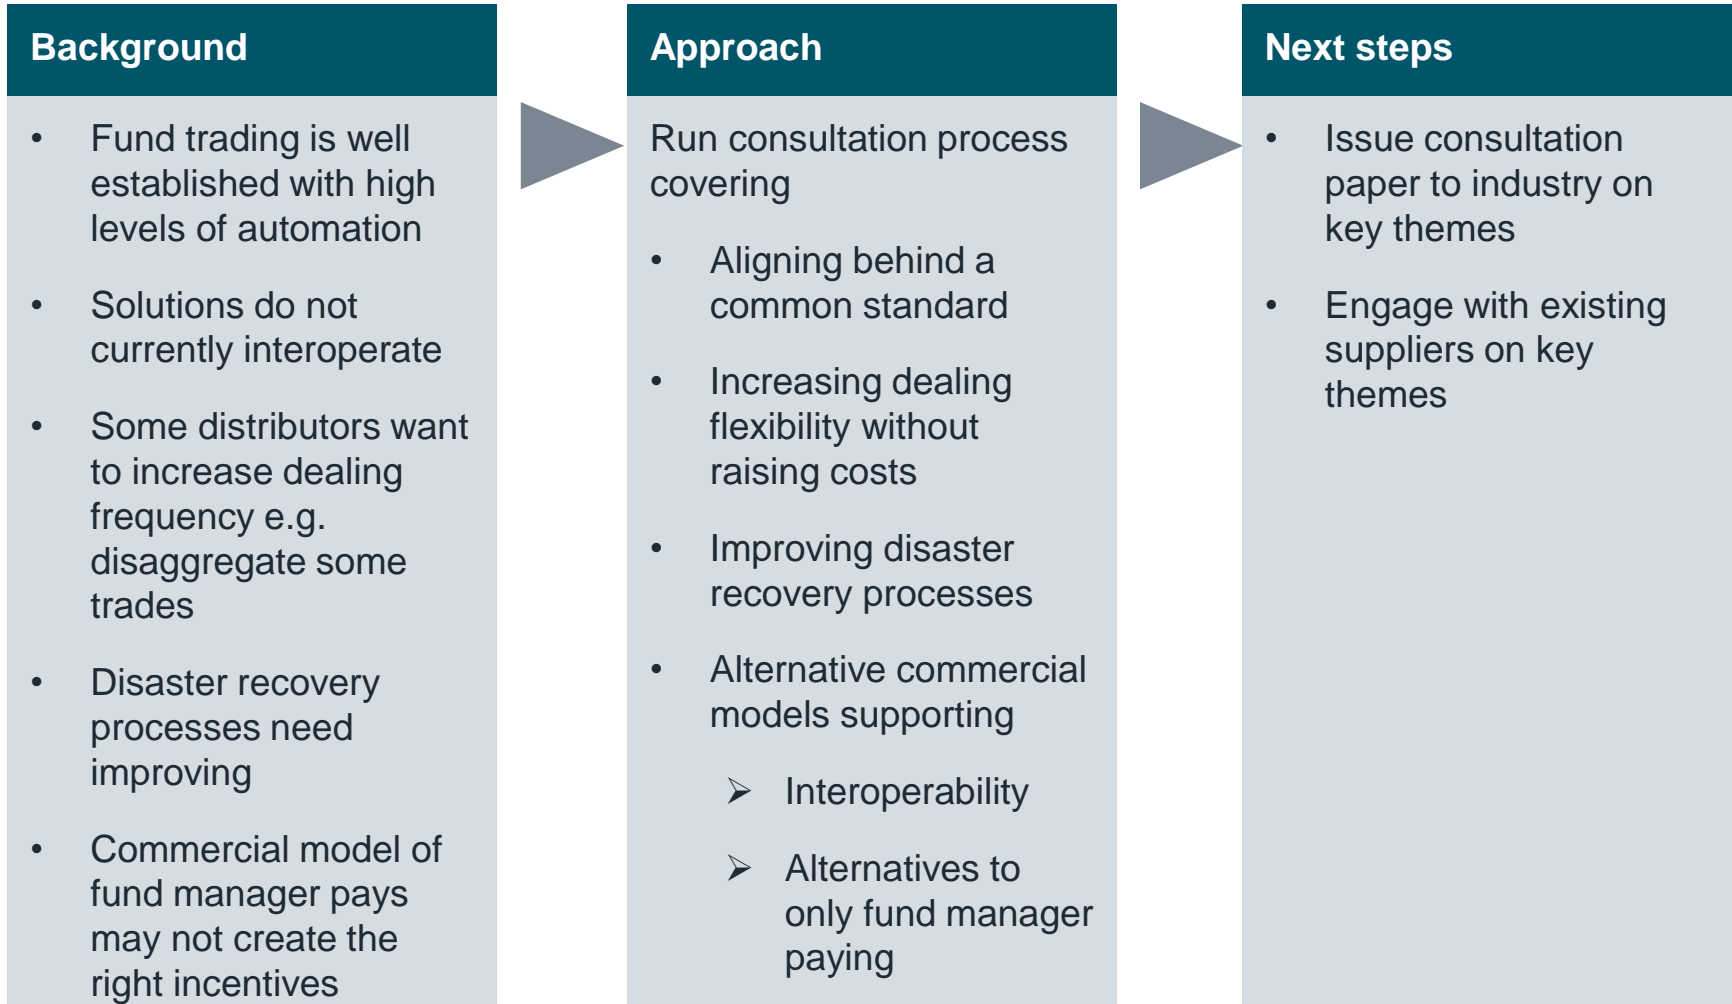 Background
• Fund trading is well
established with high
levels of automation
• Solutions do not
currently interoperate
• Some distributors want
to increase dealing
frequency e.g.
disaggregate some
trades
• Disaster recovery
processes need
improving
• Commercial model of
fund manager pays
may not create the
right incentives
Approach
Run consultation process
covering
• Aligning behind a
common standard
• Increasing dealing
flexibility without
raising costs
• Improving disaster
recovery processes
• Alternative commercial
models supporting
➢ Interoperability
➢ Alternatives to
only fund manager
paying
Next steps
• Issue consultation
paper to industry on
key themes
• Engage with existing
suppliers on key
themes